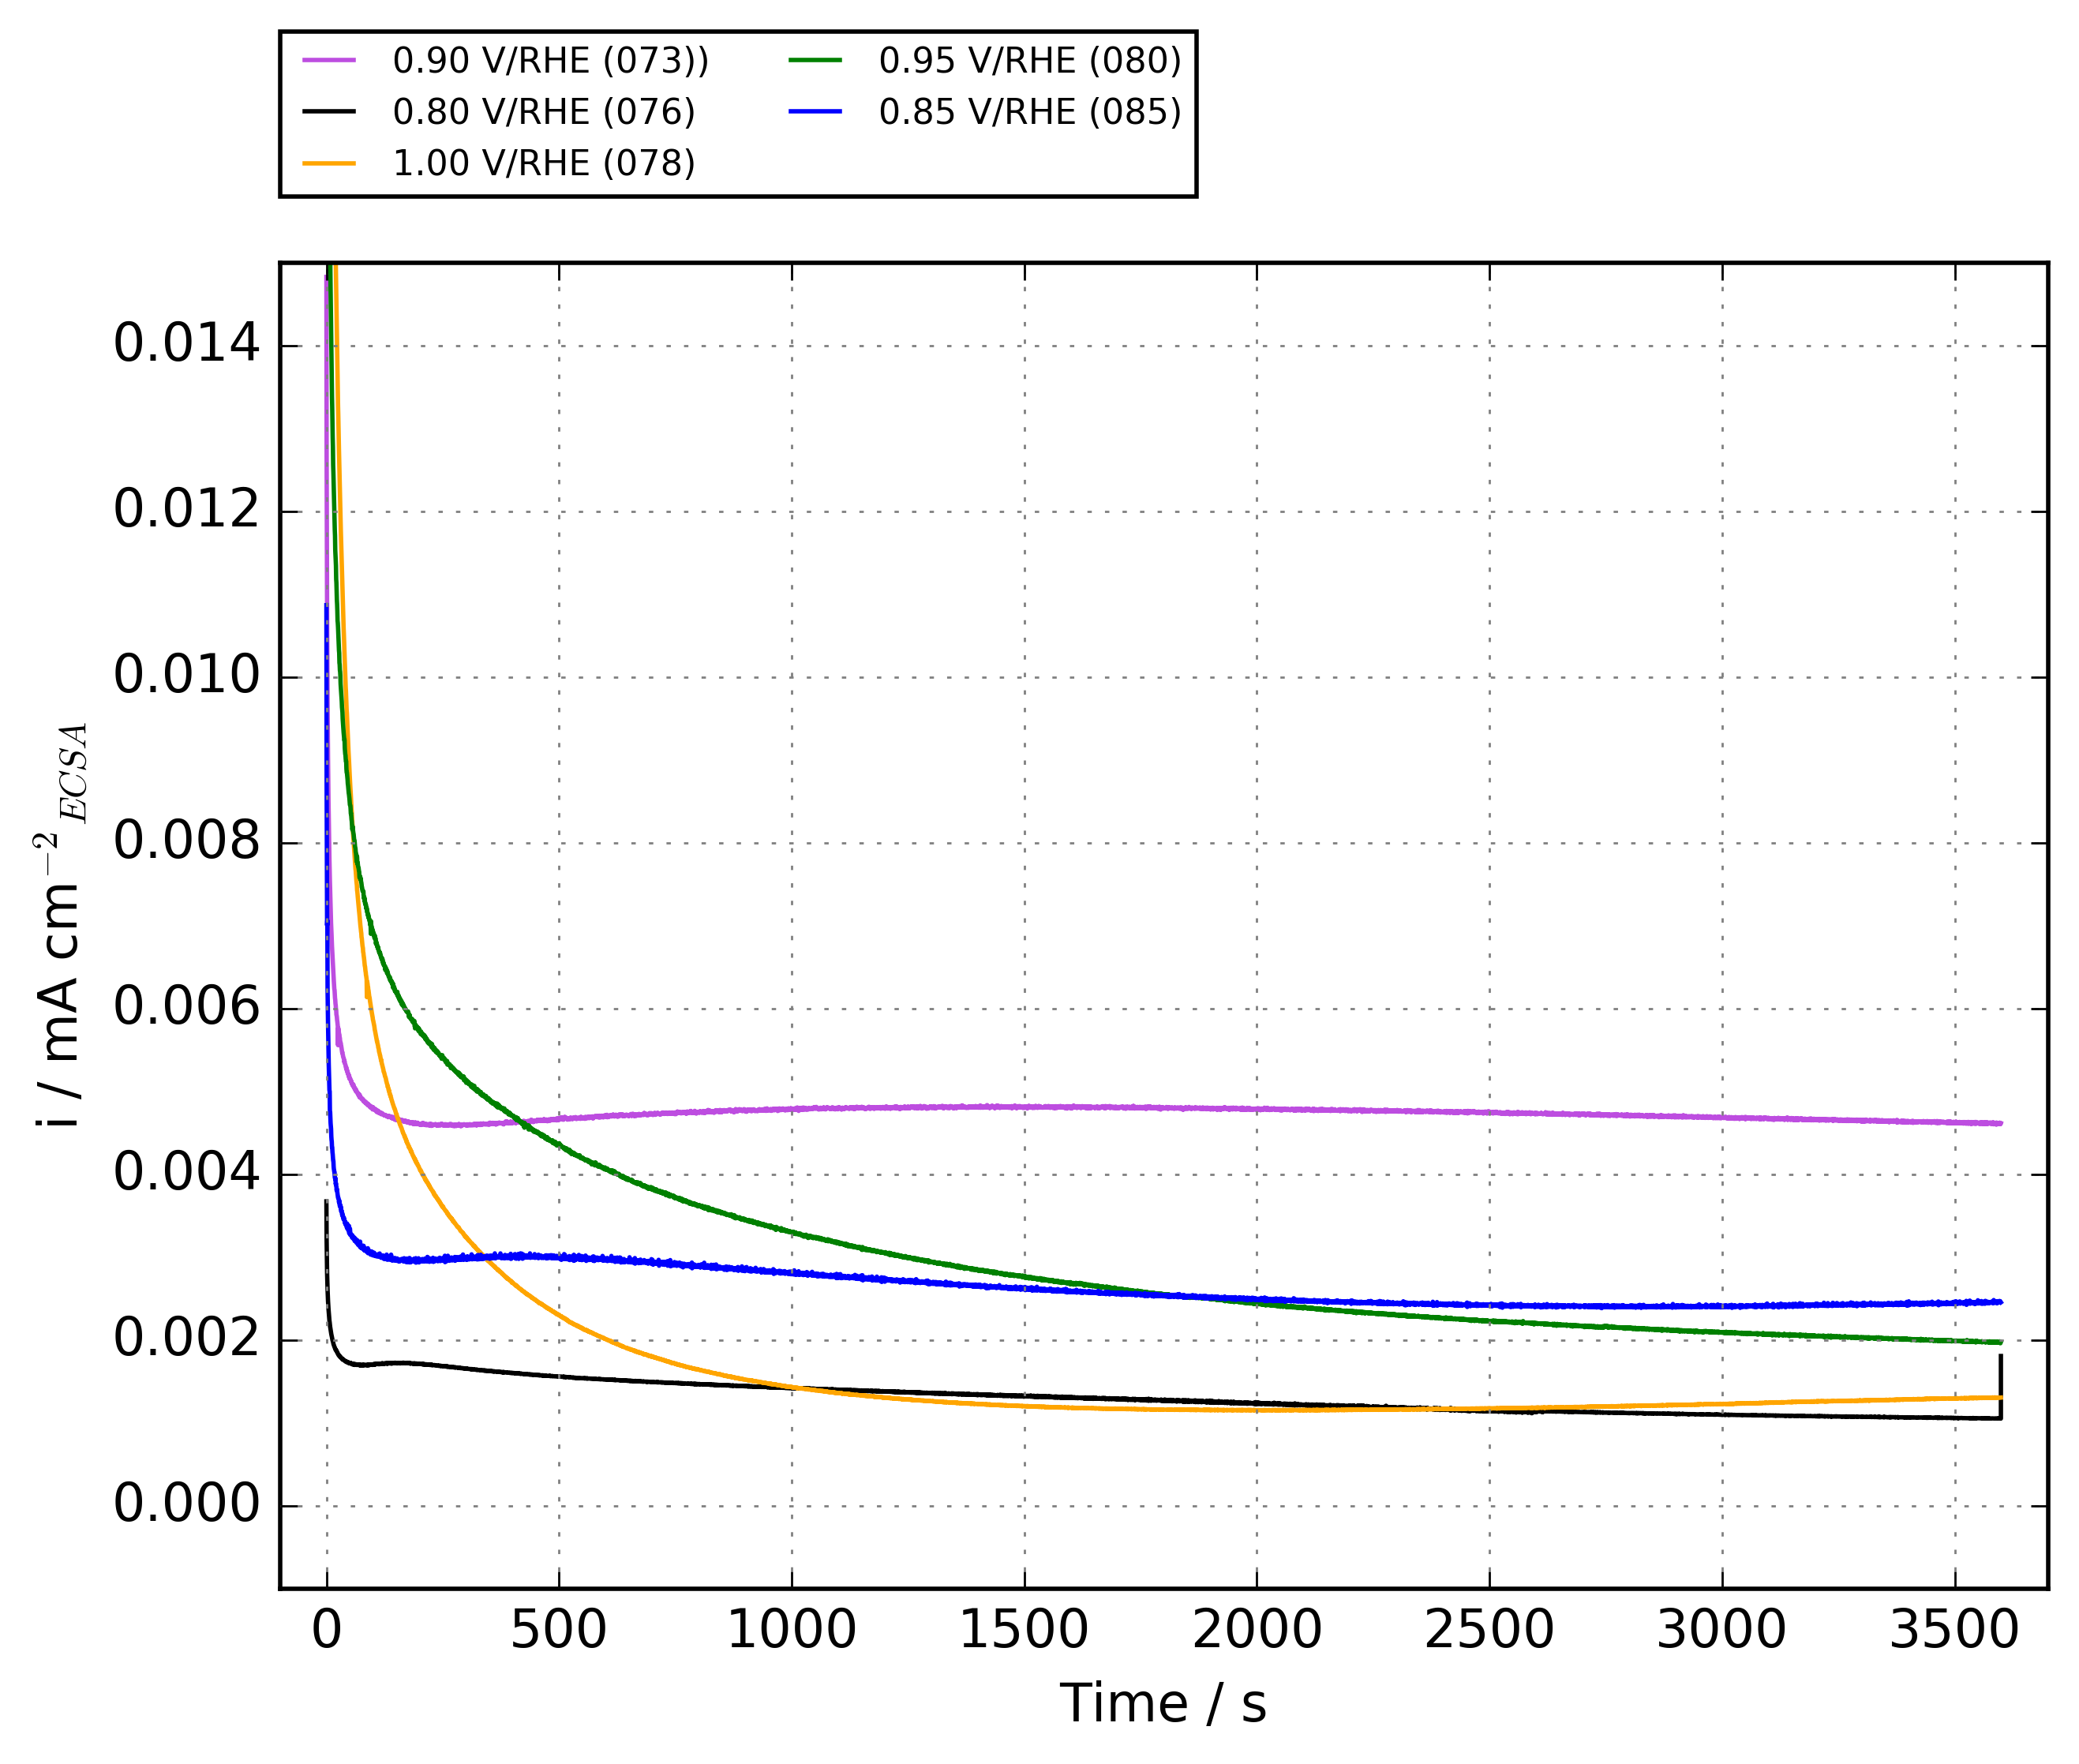 0.90 V/RHE (073))
0.80 V/RHE (076)
1.00 V/RHE (078)
0.95 V/RHE (080)
0.85 V/RHE (085)
0.014
0.012
0.010
0.008
0.006
0.004
0.002
0.000
i / mA cm⁻² ECSA
0 500 1000 1500 2000 2500 3000 3500
Time / s